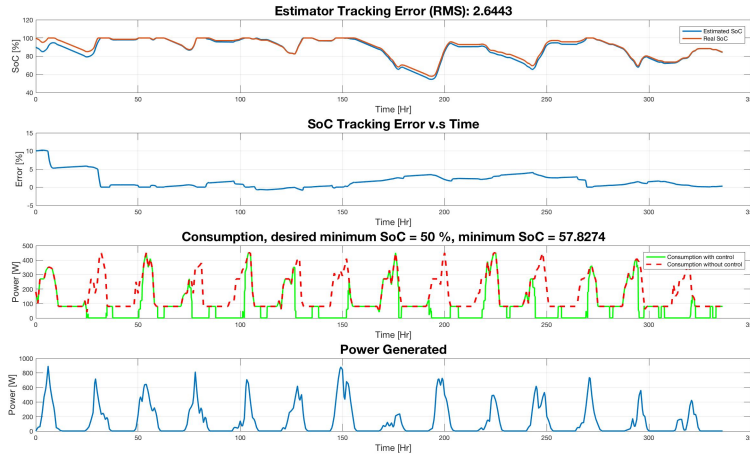 Estimator Tracking Error (RMS): 2.6443
SoC [%]
100
80
60
40
0 50 100 150 200 250 300
Time [Hr]
Estimated SoC
Real SoC
SoC Tracking Error v.s Time
Error [%]
15
10
5
0
-5
0 50 100 150 200 250 300
Time [Hr]
Consumption, desired minimum SoC = 50 %, minimum SoC = 57.8274
Power [W]
500
400
300
200
100
0
0 50 100 150 200 250 300
Time [Hr]
Consumption with control
Consumption without control
Power Generated
Power [W]
1000
800
600
400
200
0
0 50 100 150 200 250 300
Time [Hr]